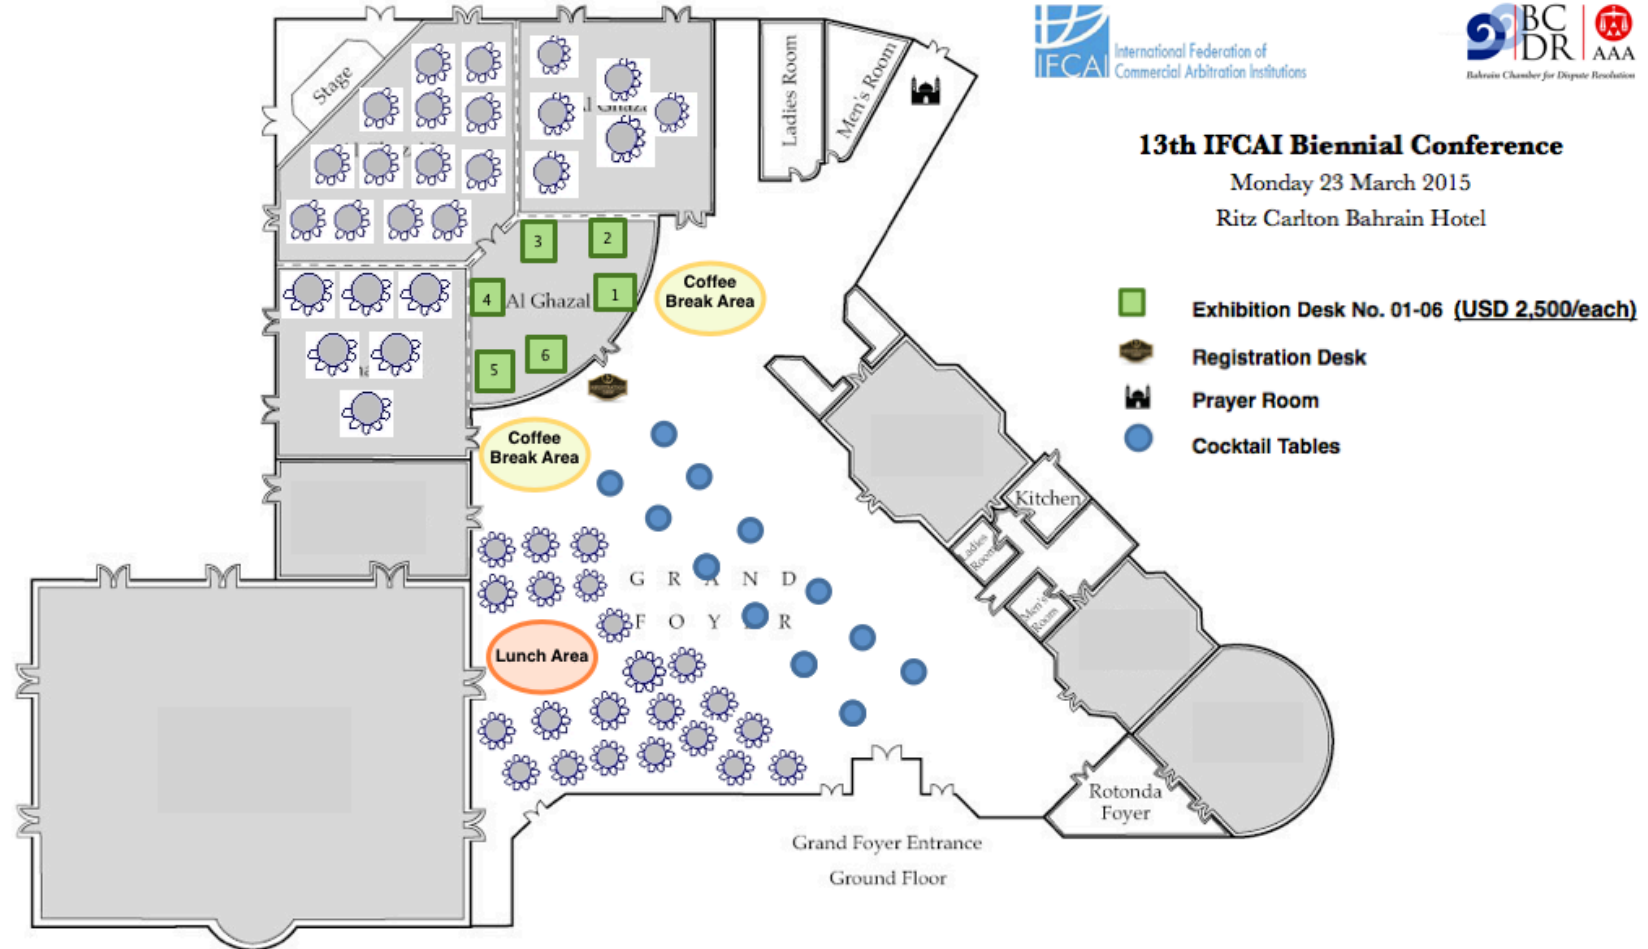 IFCAI
International Federation of
Commercial Arbitration Institutions
BC
DR
AAA
Bahrain Chamber for Dispute Resolution
13th IFCAI Biennial Conference
Monday 23 March 2015
Ritz Carlton Bahrain Hotel
Exhibition Desk No. 01-06 (USD 2,500/each)
Registration Desk
Prayer Room
Cocktail Tables
Stage
Ladies Room
Men's Room
3
2
4
Al Ghazal
1
5
6
Coffee
Break Area
Coffee
Break Area
Lunch Area
GRAND
FOYER
Kitchen
Ladies
Room
Men's
Room
Rotonda
Foyer
Grand Foyer Entrance
Ground Floor